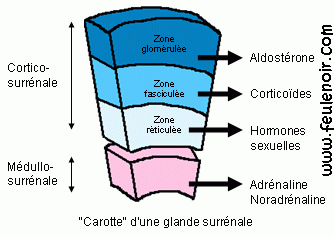 Zone
glomérulée
Aldostérone
Cortico-
surrénale
Zone
fasciculée
Corticoïdes
Zone
réticulée
Hormones
sexuelles
Médullo-
surrénale
Adrénaline
Noradrénaline
"Carotte" d'une glande surrénale
www.feulenoir.com